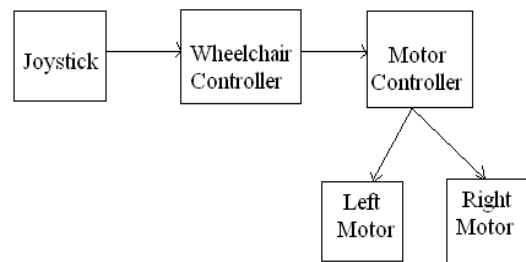 Joystick
Wheelchair
Controller
Motor
Controller
Left
Motor
Right
Motor